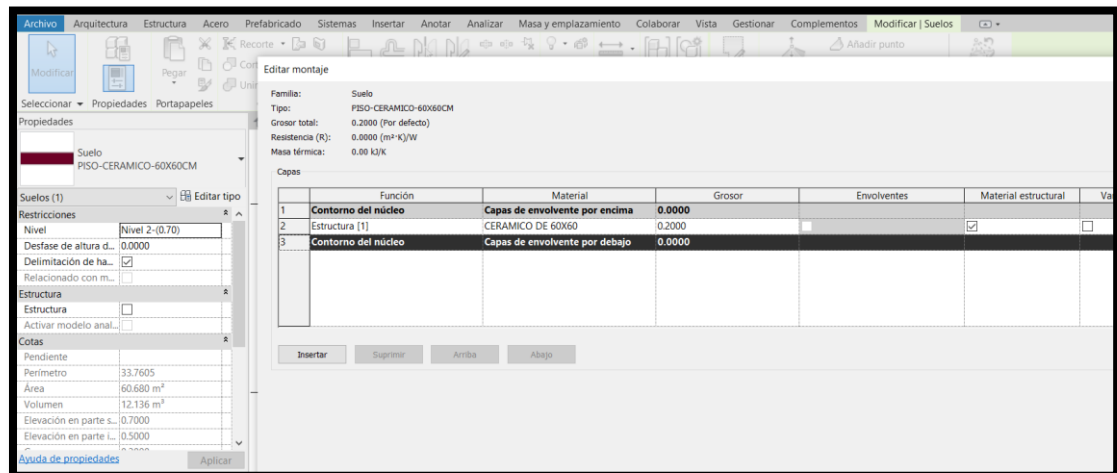 Archivo Arquitectura Estructura Acero Prefabricado Sistemas Insertar Anotar Analizar Masa y emplazamiento Colaborar Vista Gestionar Complementos Modificar | Suelos
Modificar Pegar Recorte Añadir punto
Seleccionar Propiedades Portapapeles
Propiedades
Suelo
PISO-CERAMICO-60X60CM
Suelos (1) Editar tipo
Restricciones
Nivel Nivel 2-(0.70)
Desfase de altura d... 0.0000
Delimitación de ha...
Relacionado con m...
Estructura
Estructura
Activar modelo anal...
Cotas
Pendiente
Perímetro 33.7605
Área 60.680 m²
Volumen 12.136 m³
Elevación en parte s... 0.7000
Elevación en parte i... 0.5000
Ayuda de propiedades Aplicar
Editar montaje
Familia: Suelo
Tipo: PISO-CERAMICO-60X60CM
Grosor total: 0.2000 (Por defecto)
Resistencia (R): 0.0000 (m²·K)/W
Masa térmica: 0.00 kJ/K
Capas
Función Material Grosor Envolventes Material estructural
1 Contorno del núcleo Capas de envolvente por encima 0.0000
2 Estructura [1] CERAMICO DE 60X60 0.2000
3 Contorno del núcleo Capas de envolvente por debajo 0.0000
Insertar Suprimir Arriba Abajo